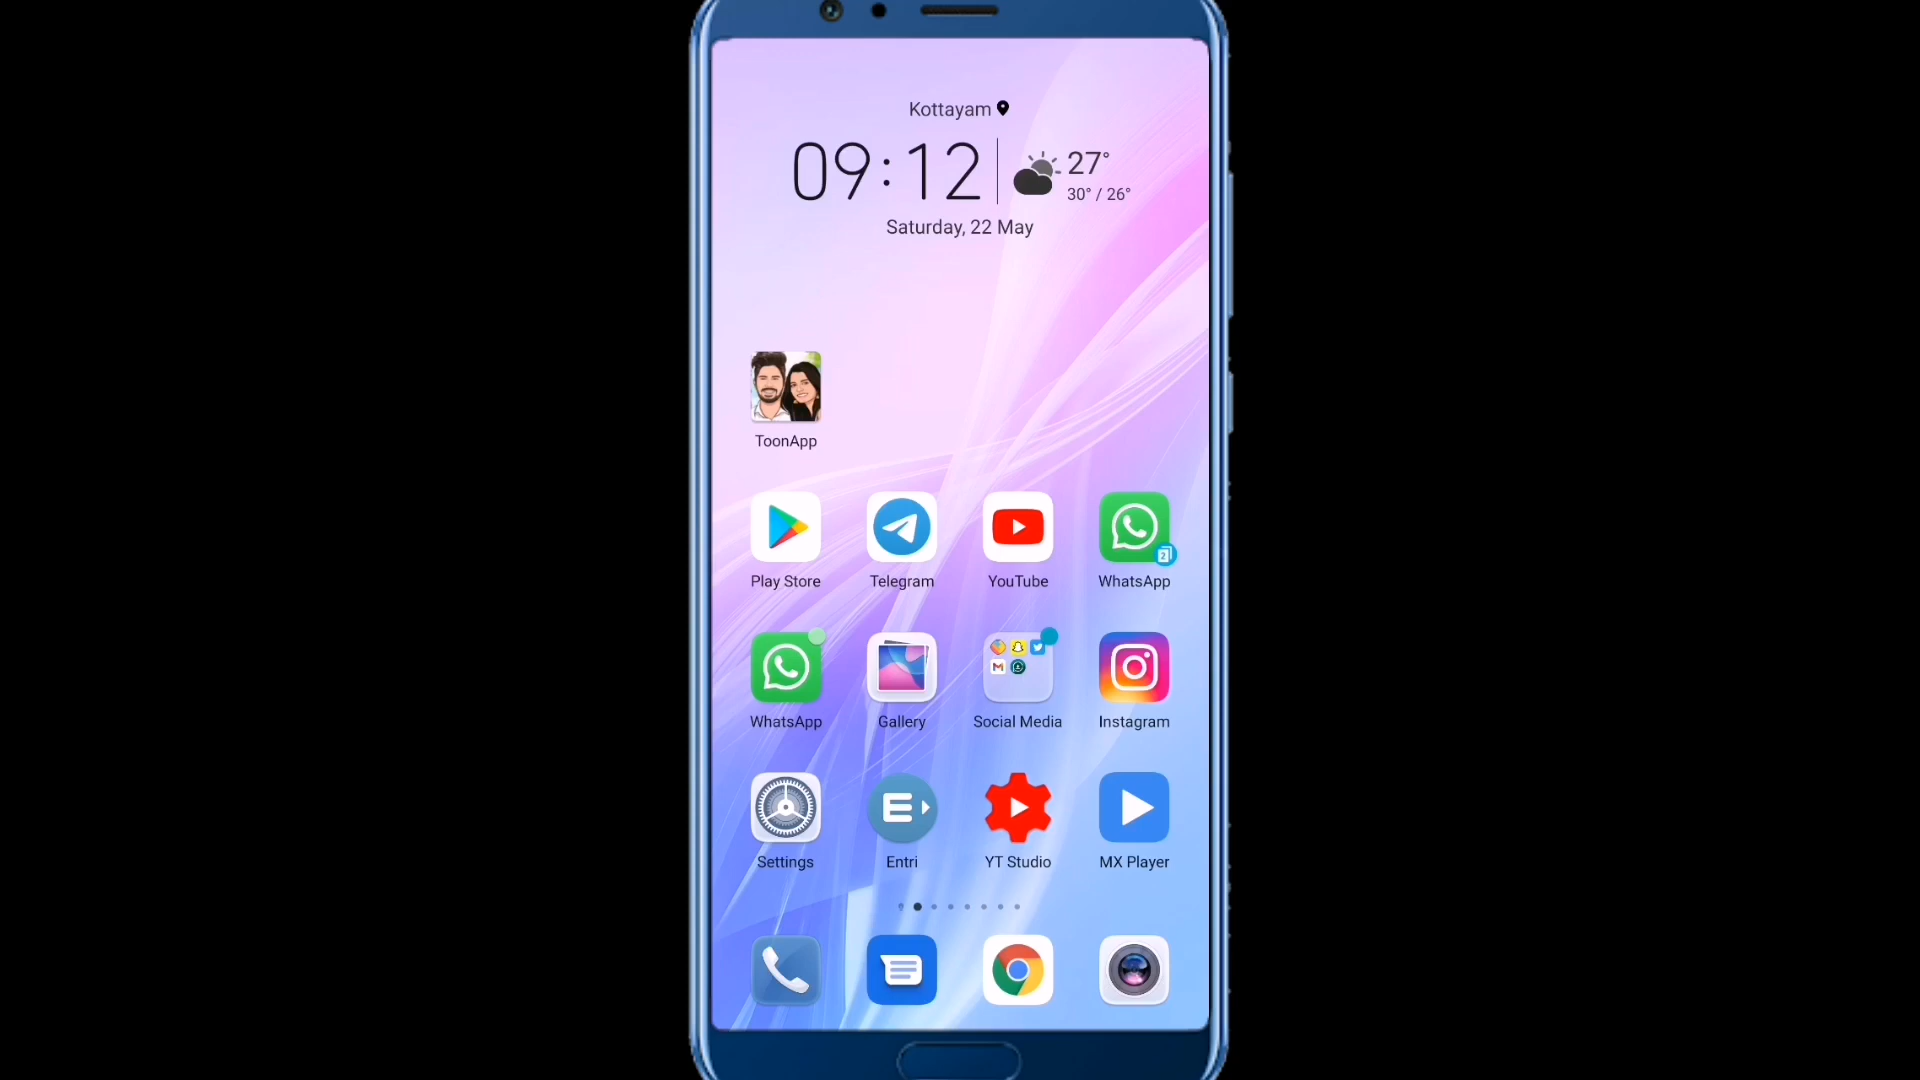 Kottayam
09:12
27°
30° / 26°
Saturday, 22 May
ToonApp
Play Store
Telegram
YouTube
WhatsApp
2
WhatsApp
Gallery
Social Media
Instagram
Settings
Entri
YT Studio
MX Player